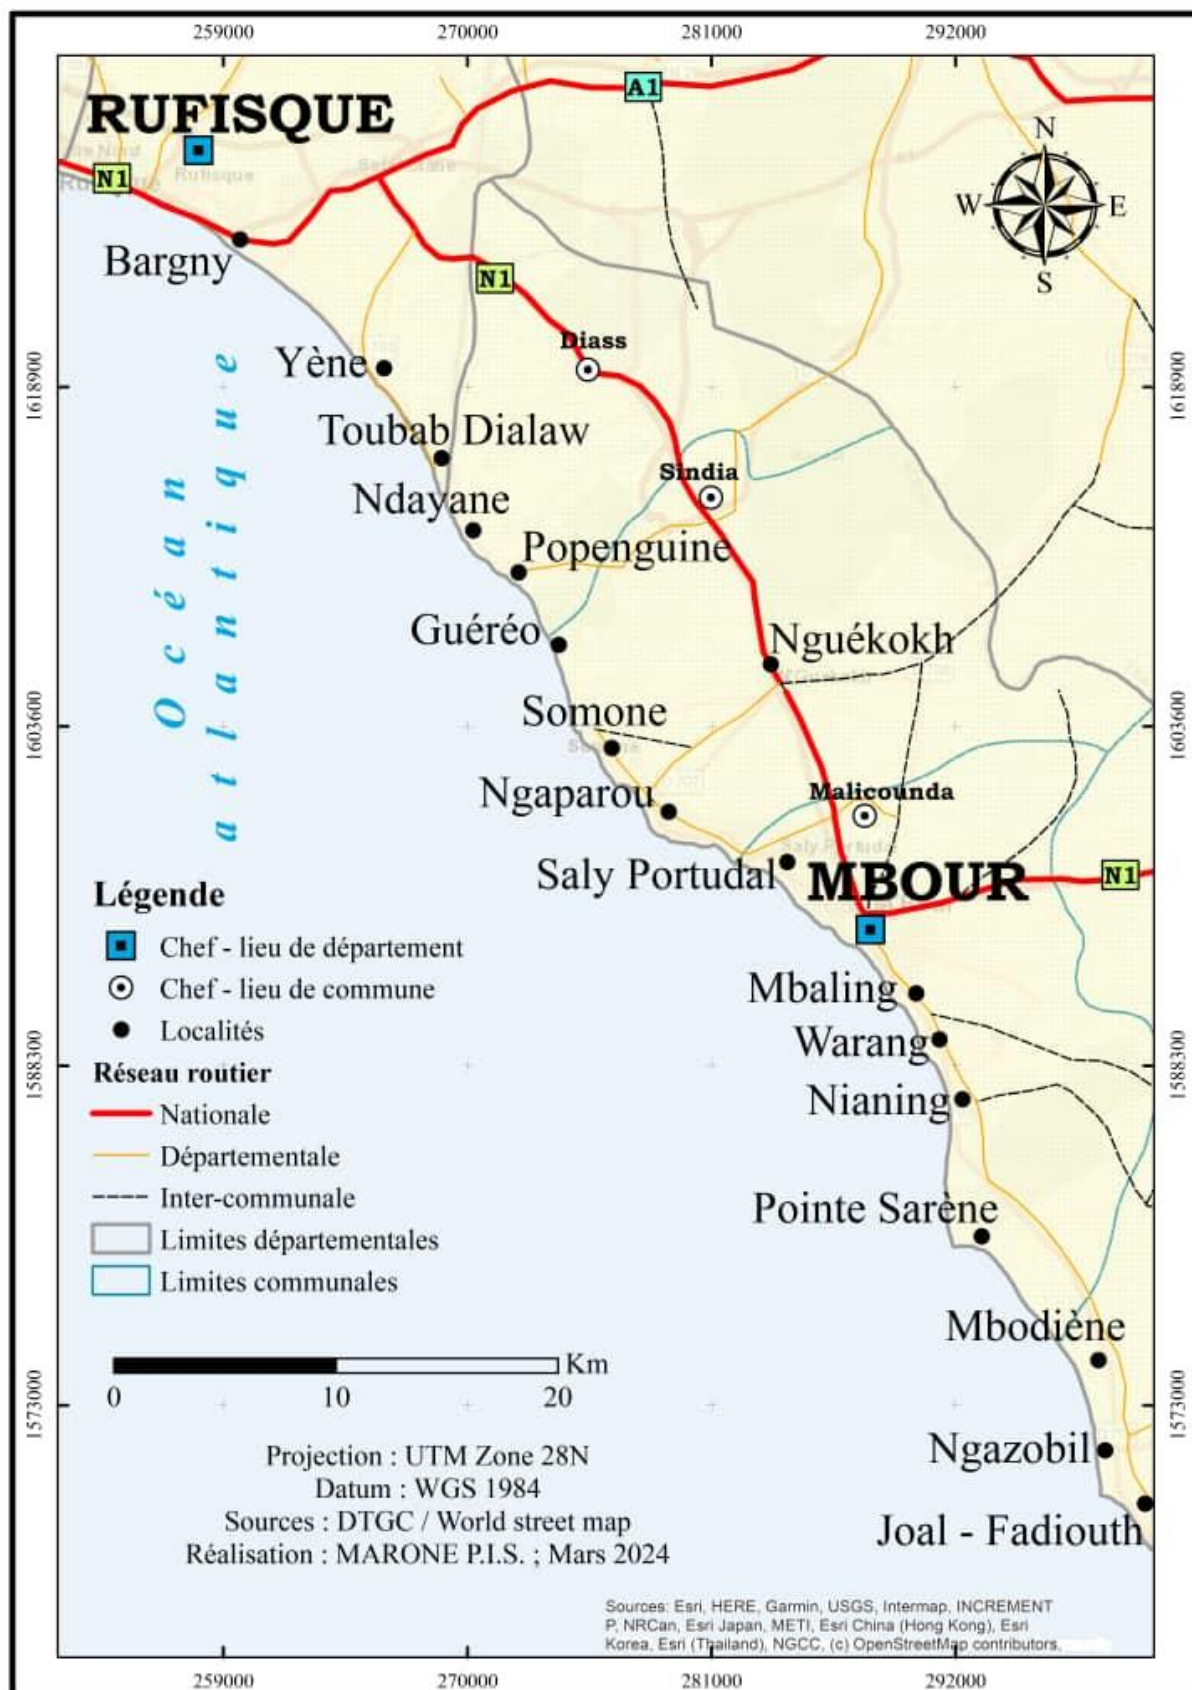 259000 270000 281000 292000
A1
RUFISQUE
Rufisque
N1
N
W E
S
Bargny
N1
Diass
Yène
1618900 1618900
Toubab Dialaw
Sindia
Ndayane
Popenguine
Guéréo
Nguékokh
Océan
atlantique
Somone
1603600 1603600
Ngaparou
Malicounda
Saly Portudal
Saly Portudal
MBOUR
N1
Mbaling
Warang
1588300 1588300
Nianing
Pointe Sarène
Mbodiène
1573000 1573000
Ngazobil
Joal - Fadiouth
Légende
Chef - lieu de département
Chef - lieu de commune
Localités
Réseau routier
Nationale
Départementale
Inter-communale
Limites départementales
Limites communales
Km
0 10 20
Projection : UTM Zone 28N
Datum : WGS 1984
Sources : DTGC / World street map
Réalisation : MARONE P.I.S. ; Mars 2024
Sources: Esri, HERE, Garmin, USGS, Intermap, INCREMENT
P, NRCan, Esri Japan, METI, Esri China (Hong Kong), Esri
Korea, Esri (Thailand), NGCC, (c) OpenStreetMap contributors,
259000 270000 281000 292000